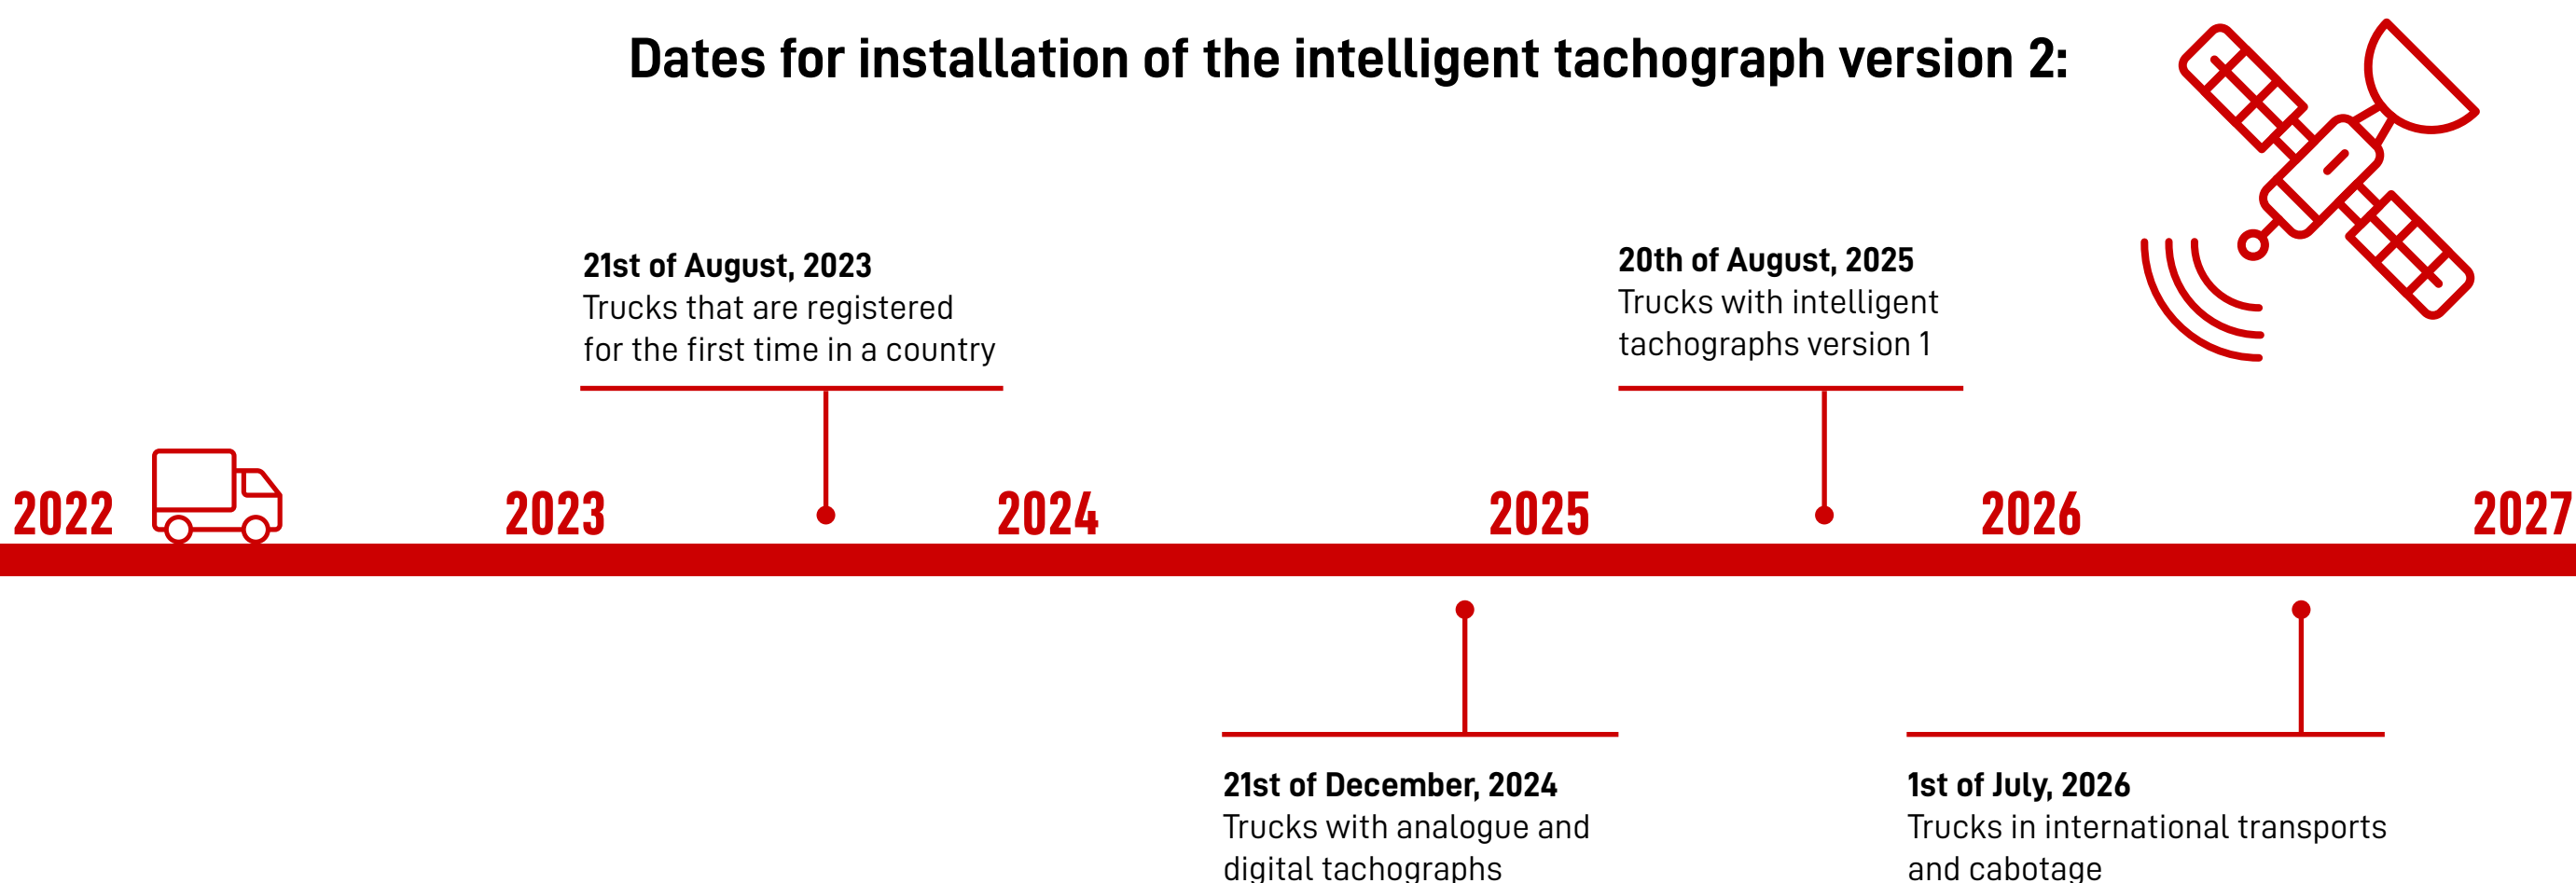 Dates for installation of the intelligent tachograph version 2:
21st of August, 2023
Trucks that are registered
for the first time in a country
20th of August, 2025
Trucks with intelligent
tachographs version 1
2022
2023
2024
2025
2026
2027
21st of December, 2024
Trucks with analogue and
digital tachographs
1st of July, 2026
Trucks in international transports
and cabotage